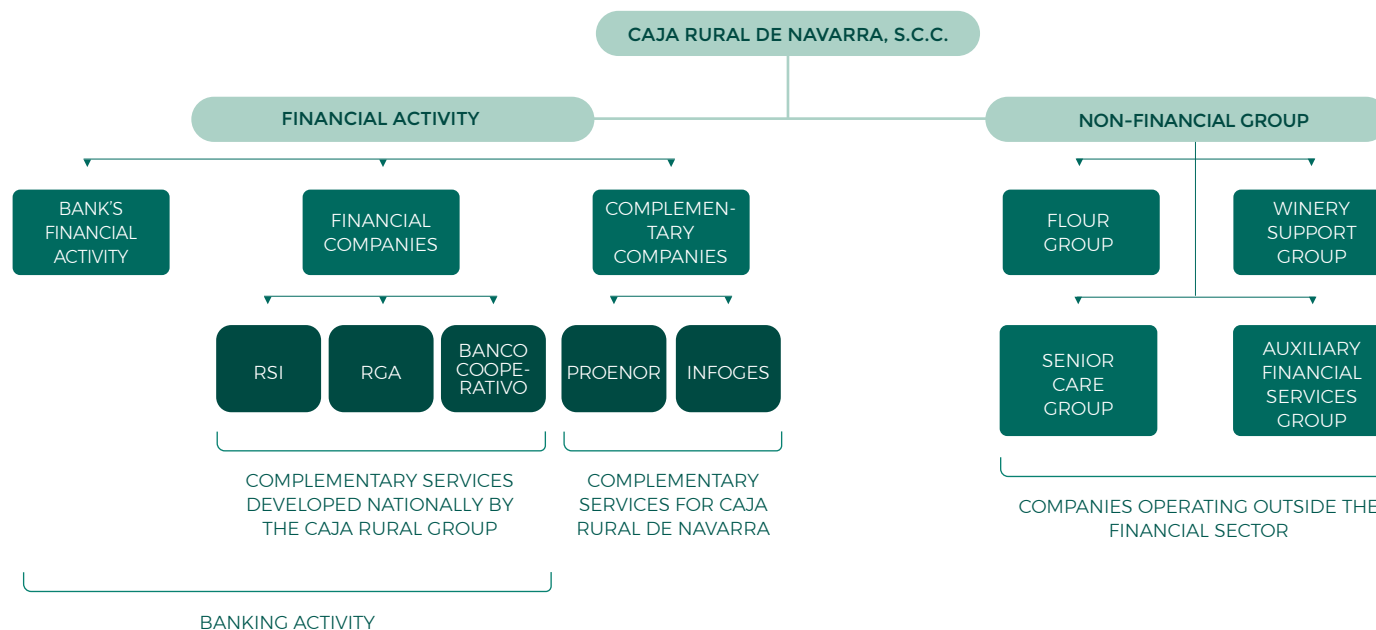 CAJA RURAL DE NAVARRA, S.C.C.
FINANCIAL ACTIVITY
NON-FINANCIAL GROUP
BANK'S
FINANCIAL
ACTIVITY
FINANCIAL
COMPANIES
COMPLEMEN-
TARY
COMPANIES
FLOUR
GROUP
WINERY
SUPPORT
GROUP
RSI
RGA
BANCO
COOPE-
RATIVO
PROENOR
INFOGES
SENIOR
CARE
GROUP
AUXILIARY
FINANCIAL
SERVICES
GROUP
COMPLEMENTARY SERVICES
DEVELOPED NATIONALLY BY
THE CAJA RURAL GROUP
COMPLEMENTARY
SERVICES FOR CAJA
RURAL DE NAVARRA
COMPANIES OPERATING OUTSIDE THE
FINANCIAL SECTOR
BANKING ACTIVITY